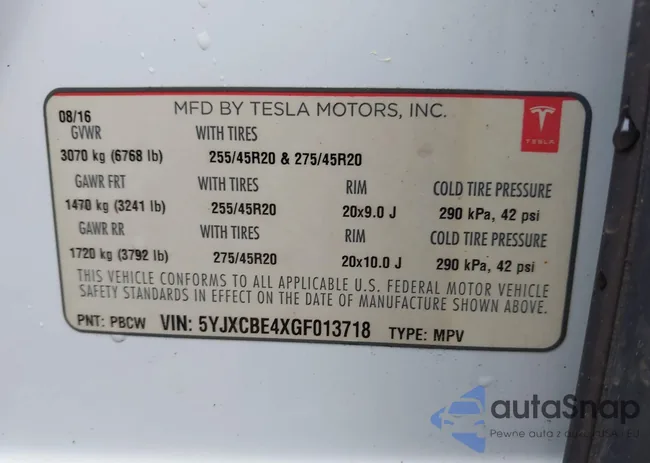 08/16 MFD BY TESLA MOTORS, INC.
TESLA
GVWR WITH TIRES
3070 kg (6768 lb) 255/45R20 & 275/45R20
GAWR FRT WITH TIRES RIM COLD TIRE PRESSURE
1470 kg (3241 lb) 255/45R20 20x9.0 J 290 kPa, 42 psi
GAWR RR WITH TIRES RIM COLD TIRE PRESSURE
1720 kg (3792 lb) 275/45R20 20x10.0 J 290 kPa, 42 psi
THIS VEHICLE CONFORMS TO ALL APPLICABLE U.S. FEDERAL MOTOR VEHICLE
SAFETY STANDARDS IN EFFECT ON THE DATE OF MANUFACTURE SHOWN ABOVE.
PNT: PBCW VIN: 5YJXCBE4XGF013718 TYPE: MPV
autaSnap
Pewne auta z